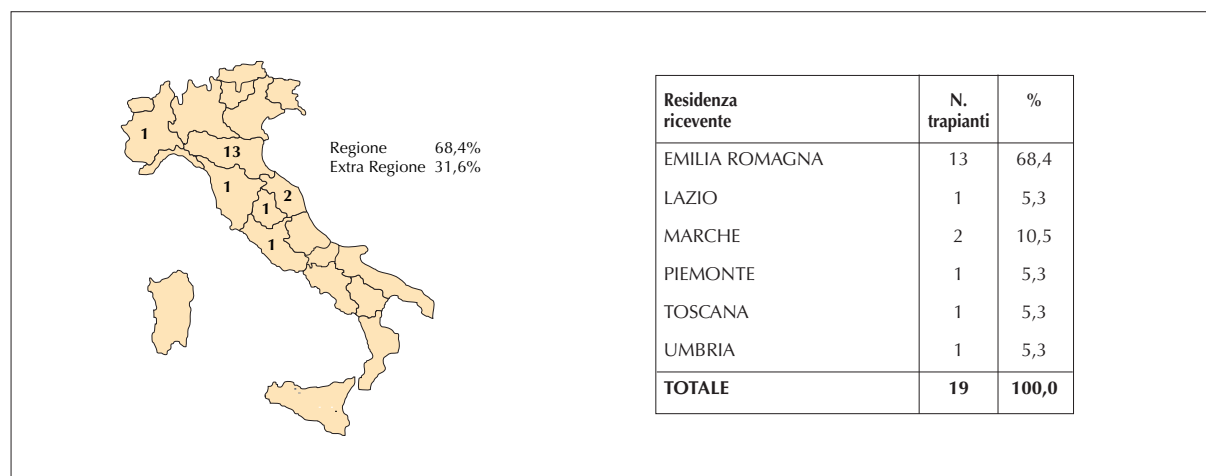 1
13
1
2
1
1
Regione 68,4%
Extra Regione 31,6%
Residenza ricevente N. trapianti %
EMILIA ROMAGNA 13 68,4
LAZIO 1 5,3
MARCHE 2 10,5
PIEMONTE 1 5,3
TOSCANA 1 5,3
UMBRIA 1 5,3
TOTALE 19 100,0